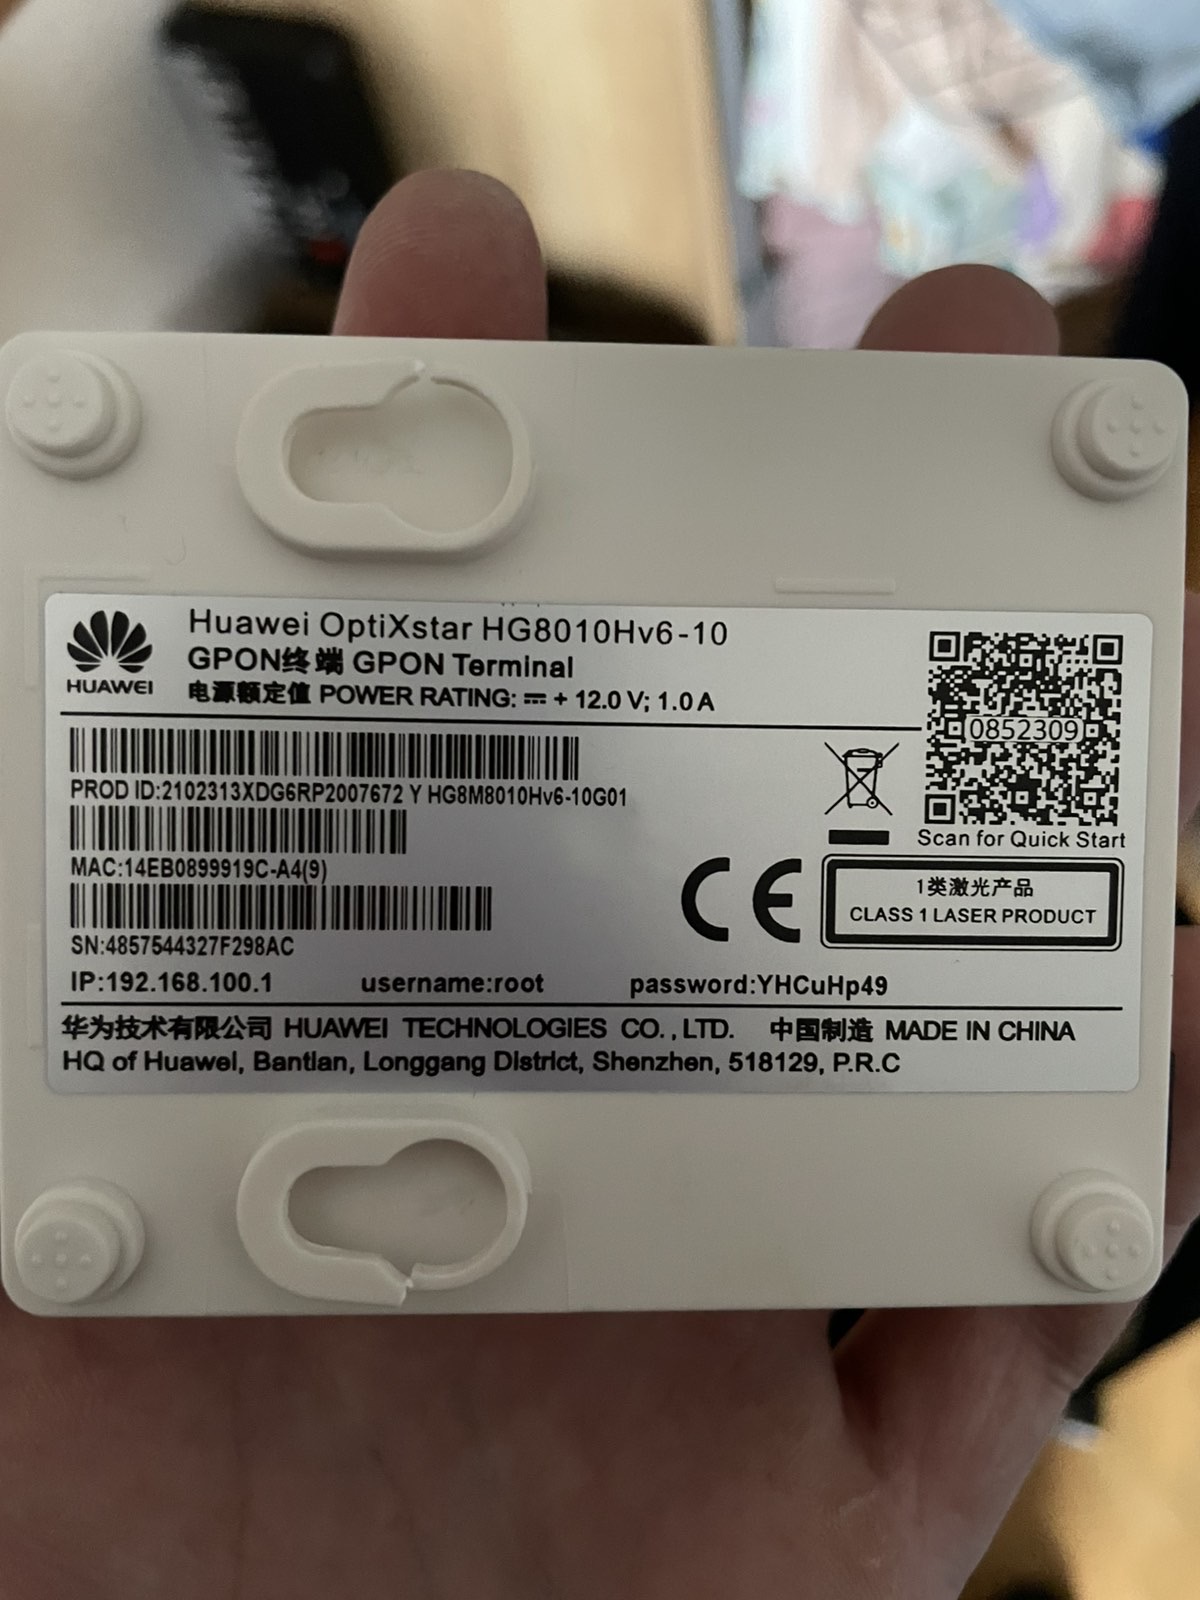 Huawei OptiXstar HG8010Hv6-10
GPON终端 GPON Terminal
HUAWEI
电源额定值 POWER RATING: ⎓ + 12.0 V; 1.0 A
0852309
PROD ID:2102313XDG6RP2007672 Y HG8M8010Hv6-10G01
Scan for Quick Start
MAC:14EB0899919C-A4(9)
CE
1类激光产品
CLASS 1 LASER PRODUCT
SN:4857544327F298AC
IP:192.168.100.1 username:root password:YHCuHp49
华为技术有限公司 HUAWEI TECHNOLOGIES CO., LTD. 中国制造 MADE IN CHINA
HQ of Huawei, Bantian, Longgang District, Shenzhen, 518129, P.R.C